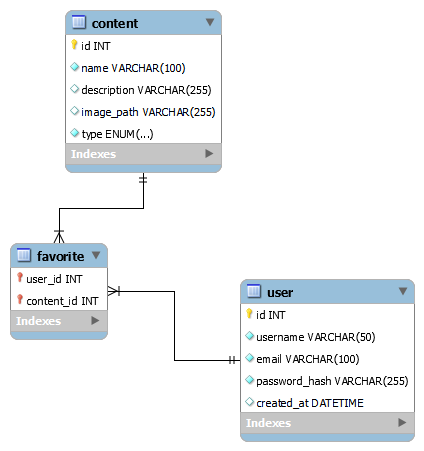 content
id INT
name VARCHAR(100)
description VARCHAR(255)
image_path VARCHAR(255)
type ENUM(...)
Indexes
favorite
user_id INT
content_id INT
Indexes
user
id INT
username VARCHAR(50)
email VARCHAR(100)
password_hash VARCHAR(255)
created_at DATETIME
Indexes